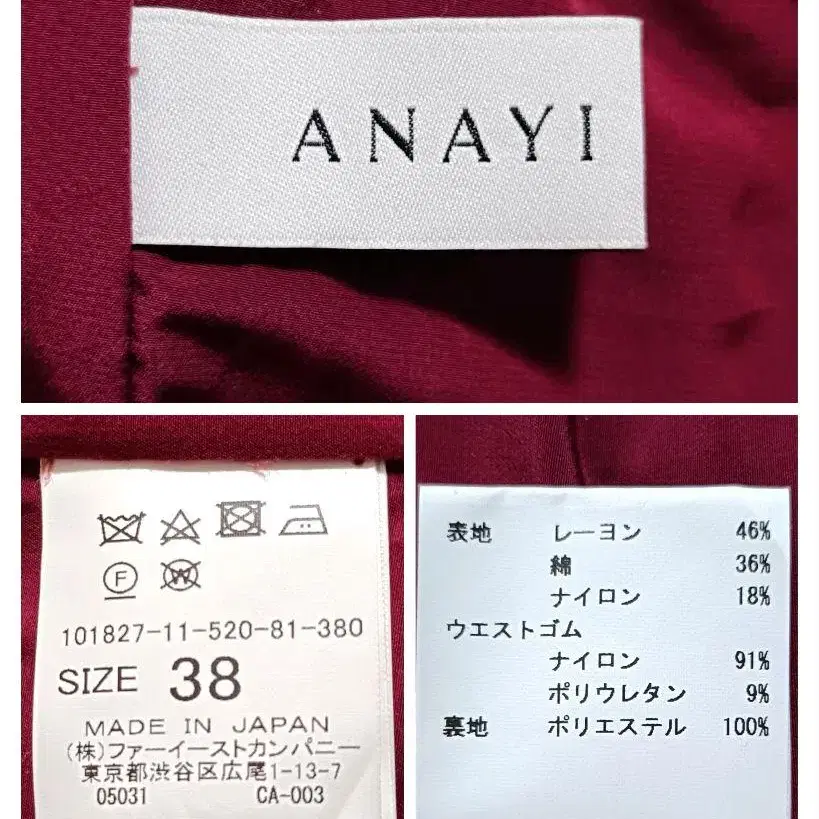 ANAYI
F
W
101827-11-520-81-380
SIZE 38
MADE IN JAPAN
(株)ファーイーストカンパニー
東京都渋谷区広尾1-13-7
05031 CA-003
表地 レーヨン 46%
綿 36%
ナイロン 18%
ウエストゴム
ナイロン 91%
ポリウレタン 9%
裏地 ポリエステル 100%